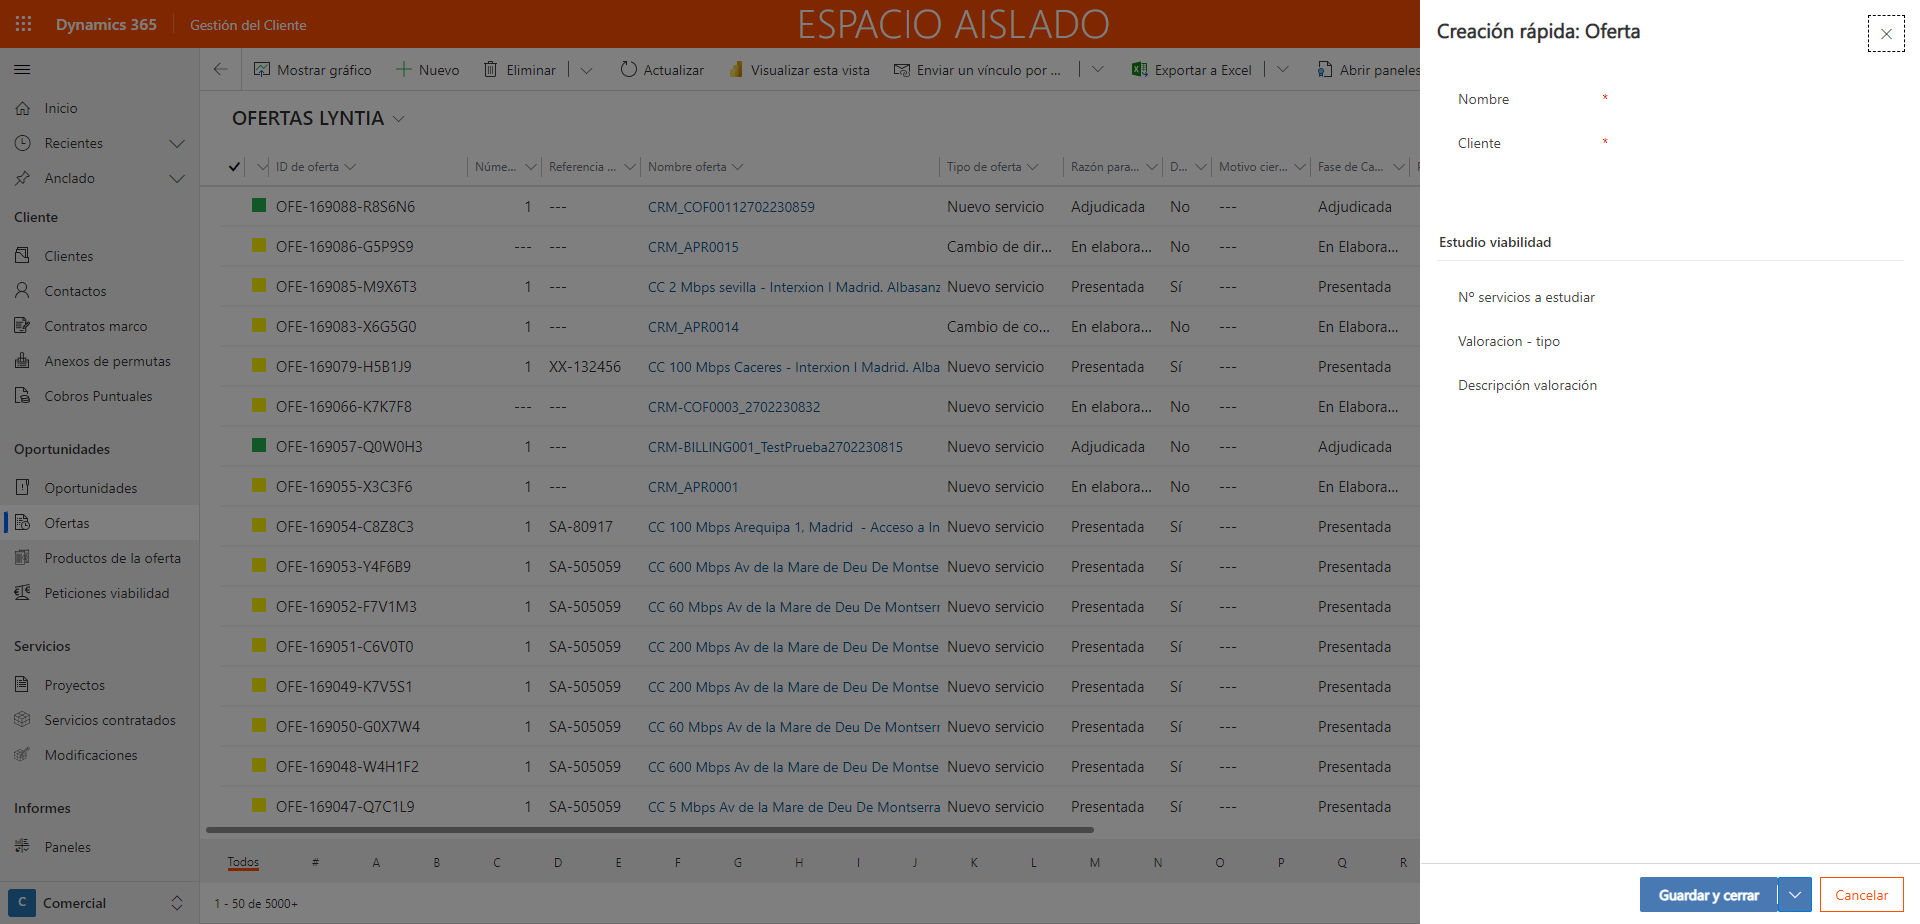 Dynamics 365
Gestión del Cliente
ESPACIO AISLADO
Mostrar gráfico
Nuevo
Eliminar
Actualizar
Visualizar esta vista
Enviar un vínculo por ...
Exportar a Excel
Abrir paneles
Inicio
Recientes
Anclado
Cliente
Clientes
Contactos
Contratos marco
Anexos de permutas
Cobros Puntuales
Oportunidades
Oportunidades
Ofertas
Productos de la oferta
Peticiones viabilidad
Servicios
Proyectos
Servicios contratados
Modificaciones
Informes
Paneles
C Comercial
OFERTAS LYNTIA
ID de oferta Núme... Referencia ... Nombre oferta Tipo de oferta Razón para... D... Motivo cier... Fase de Ca...
OFE-169088-R8S6N6 1 --- CRM_COF00112702230859 Nuevo servicio Adjudicada No --- Adjudicada
OFE-169086-G5P9S9 --- --- CRM_APR0015 Cambio de dir... En elabora... No --- En Elabora...
OFE-169085-M9X6T3 1 --- CC 2 Mbps sevilla - Interxion I Madrid. Albasanz Nuevo servicio Presentada Sí --- Presentada
OFE-169083-X6G5G0 1 --- CRM_APR0014 Cambio de co... En elabora... No --- En Elabora...
OFE-169079-H5B1J9 1 XX-132456 CC 100 Mbps Caceres - Interxion I Madrid. Alba Nuevo servicio Presentada Sí --- Presentada
OFE-169066-K7K7F8 --- --- CRM-COF0003_2702230832 Nuevo servicio En elabora... No --- En Elabora...
OFE-169057-Q0W0H3 1 --- CRM-BILLING001_TestPrueba2702230815 Nuevo servicio Adjudicada No --- Adjudicada
OFE-169055-X3C3F6 1 --- CRM_APR0001 Nuevo servicio En elabora... No --- En Elabora...
OFE-169054-C8Z8C3 1 SA-80917 CC 100 Mbps Arequipa 1, Madrid - Acceso a In Nuevo servicio Presentada Sí --- Presentada
OFE-169053-Y4F6B9 1 SA-505059 CC 600 Mbps Av de la Mare de Deu De Montse Nuevo servicio Presentada Sí --- Presentada
OFE-169052-F7V1M3 1 SA-505059 CC 60 Mbps Av de la Mare de Deu De Montserr Nuevo servicio Presentada Sí --- Presentada
OFE-169051-C6V0T0 1 SA-505059 CC 200 Mbps Av de la Mare de Deu De Montse Nuevo servicio Presentada Sí --- Presentada
OFE-169049-K7V5S1 1 SA-505059 CC 200 Mbps Av de la Mare de Deu De Montse Nuevo servicio Presentada Sí --- Presentada
OFE-169050-G0X7W4 1 SA-505059 CC 60 Mbps Av de la Mare de Deu De Montserr Nuevo servicio Presentada Sí --- Presentada
OFE-169048-W4H1F2 1 SA-505059 CC 600 Mbps Av de la Mare de Deu De Montse Nuevo servicio Presentada Sí --- Presentada
OFE-169047-Q7C1L9 1 SA-505059 CC 5 Mbps Av de la Mare de Deu De Montserra Nuevo servicio Presentada Sí --- Presentada
Todos # A B C D E F G H I J K L M N O P Q R
1 - 50 de 5000+
Creación rápida: Oferta
Nombre *
Cliente *
Estudio viabilidad
Nº servicios a estudiar
Valoracion - tipo
Descripción valoración
Guardar y cerrar
Cancelar